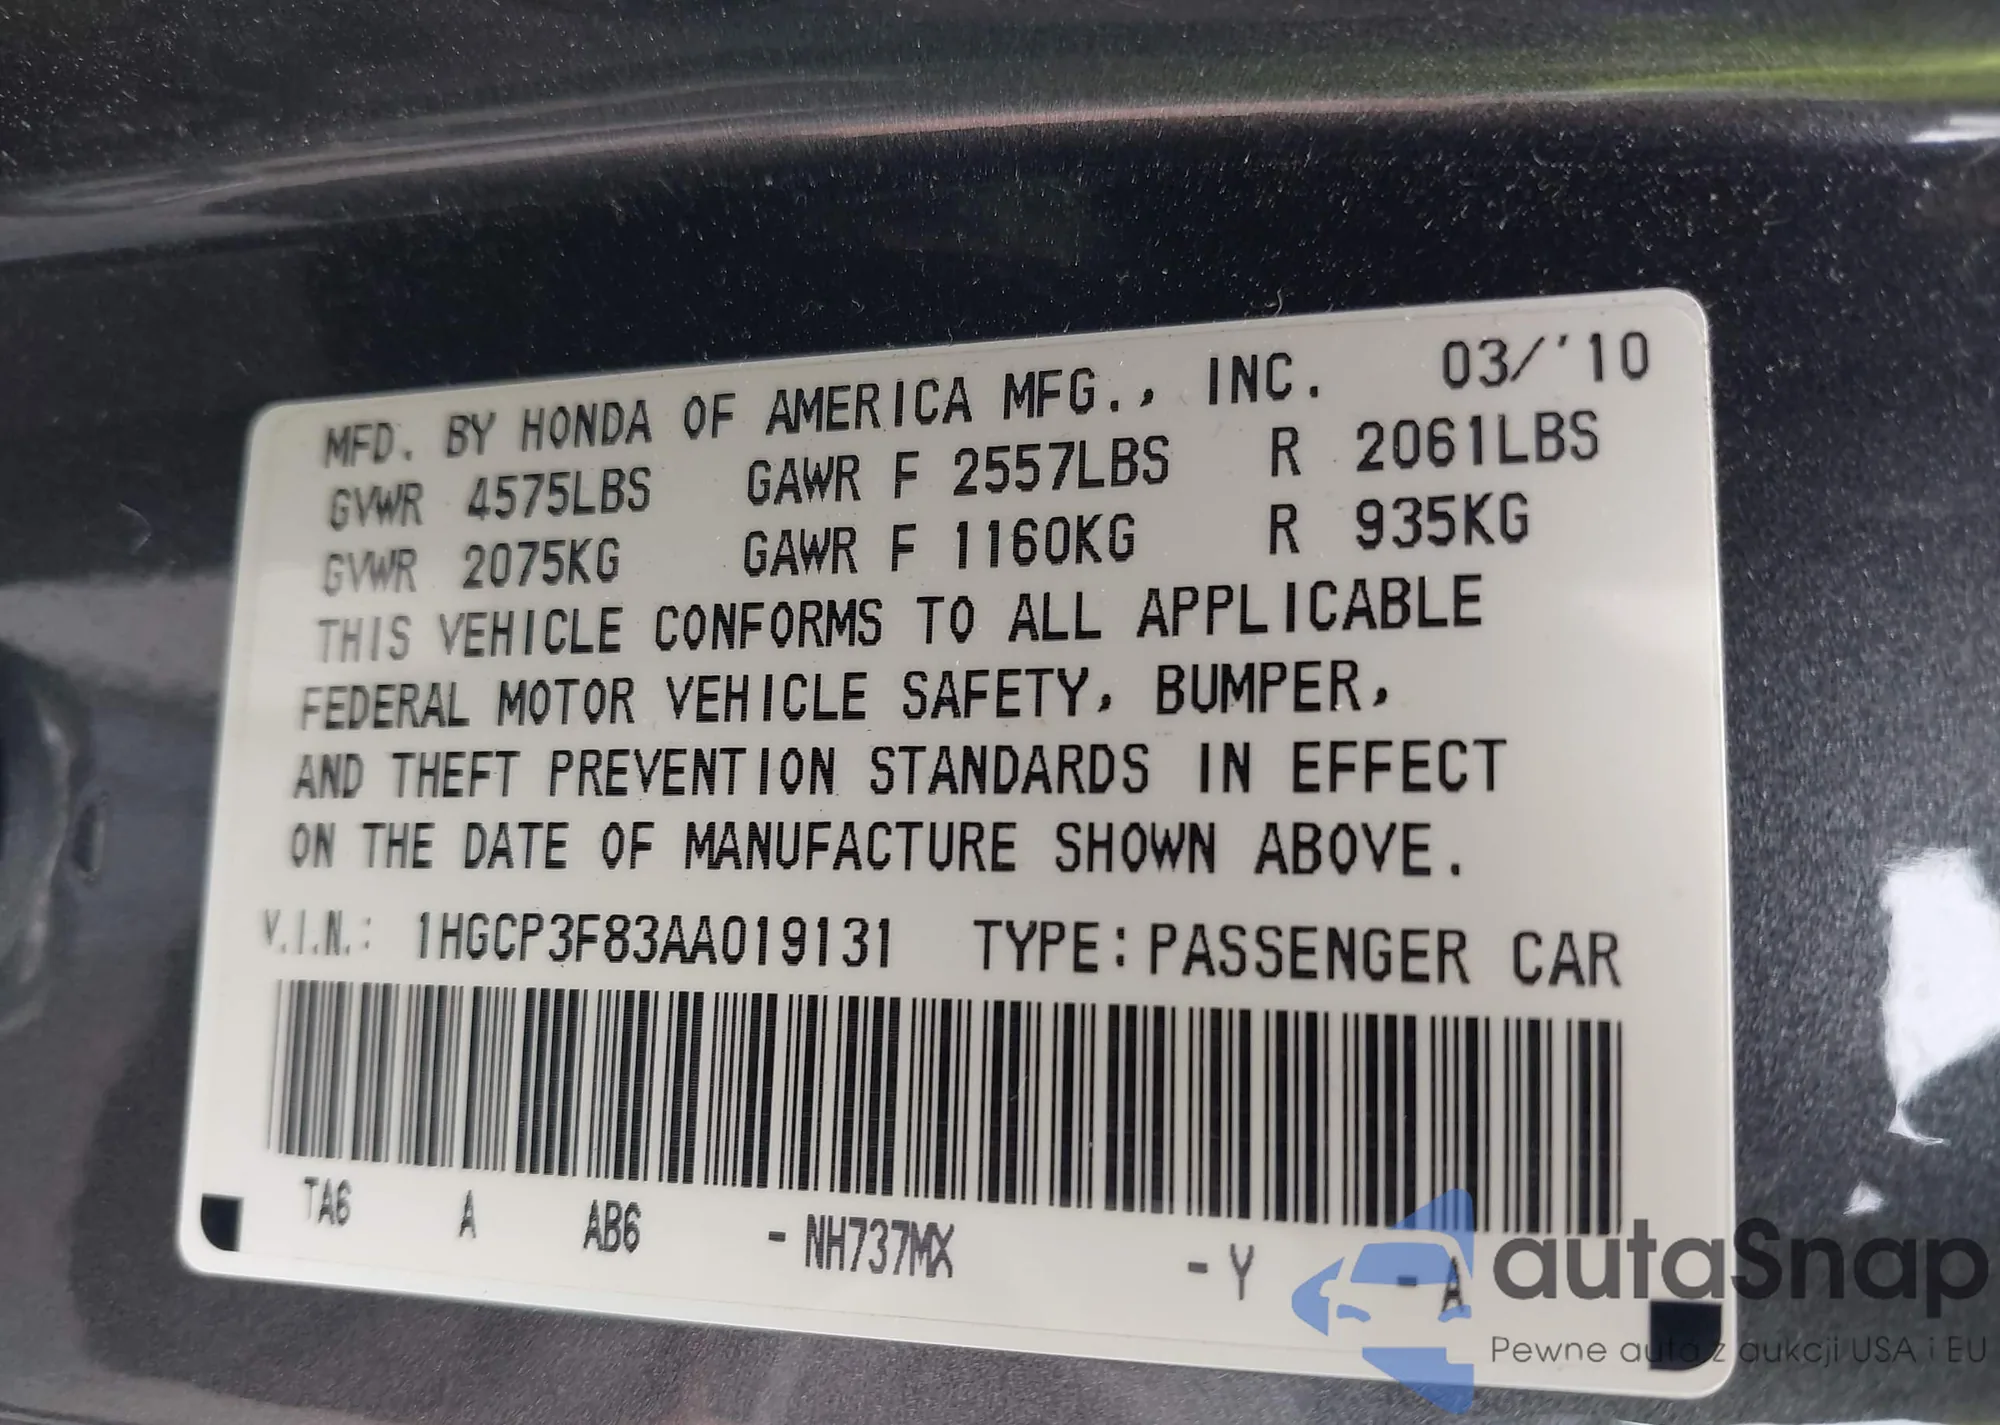 MFD. BY HONDA OF AMERICA MFG., INC. 03/'10
GVWR 4575LBS GAWR F 2557LBS R 2061LBS
GVWR 2075KG GAWR F 1160KG R 935KG
THIS VEHICLE CONFORMS TO ALL APPLICABLE
FEDERAL MOTOR VEHICLE SAFETY, BUMPER,
AND THEFT PREVENTION STANDARDS IN EFFECT
ON THE DATE OF MANUFACTURE SHOWN ABOVE.
V.I.N.: 1HGCP3F83AA019131 TYPE:PASSENGER CAR
TA6 A AB6 -NH737MX -Y -A
autaSnap
Pewne auta z aukcji USA i EU